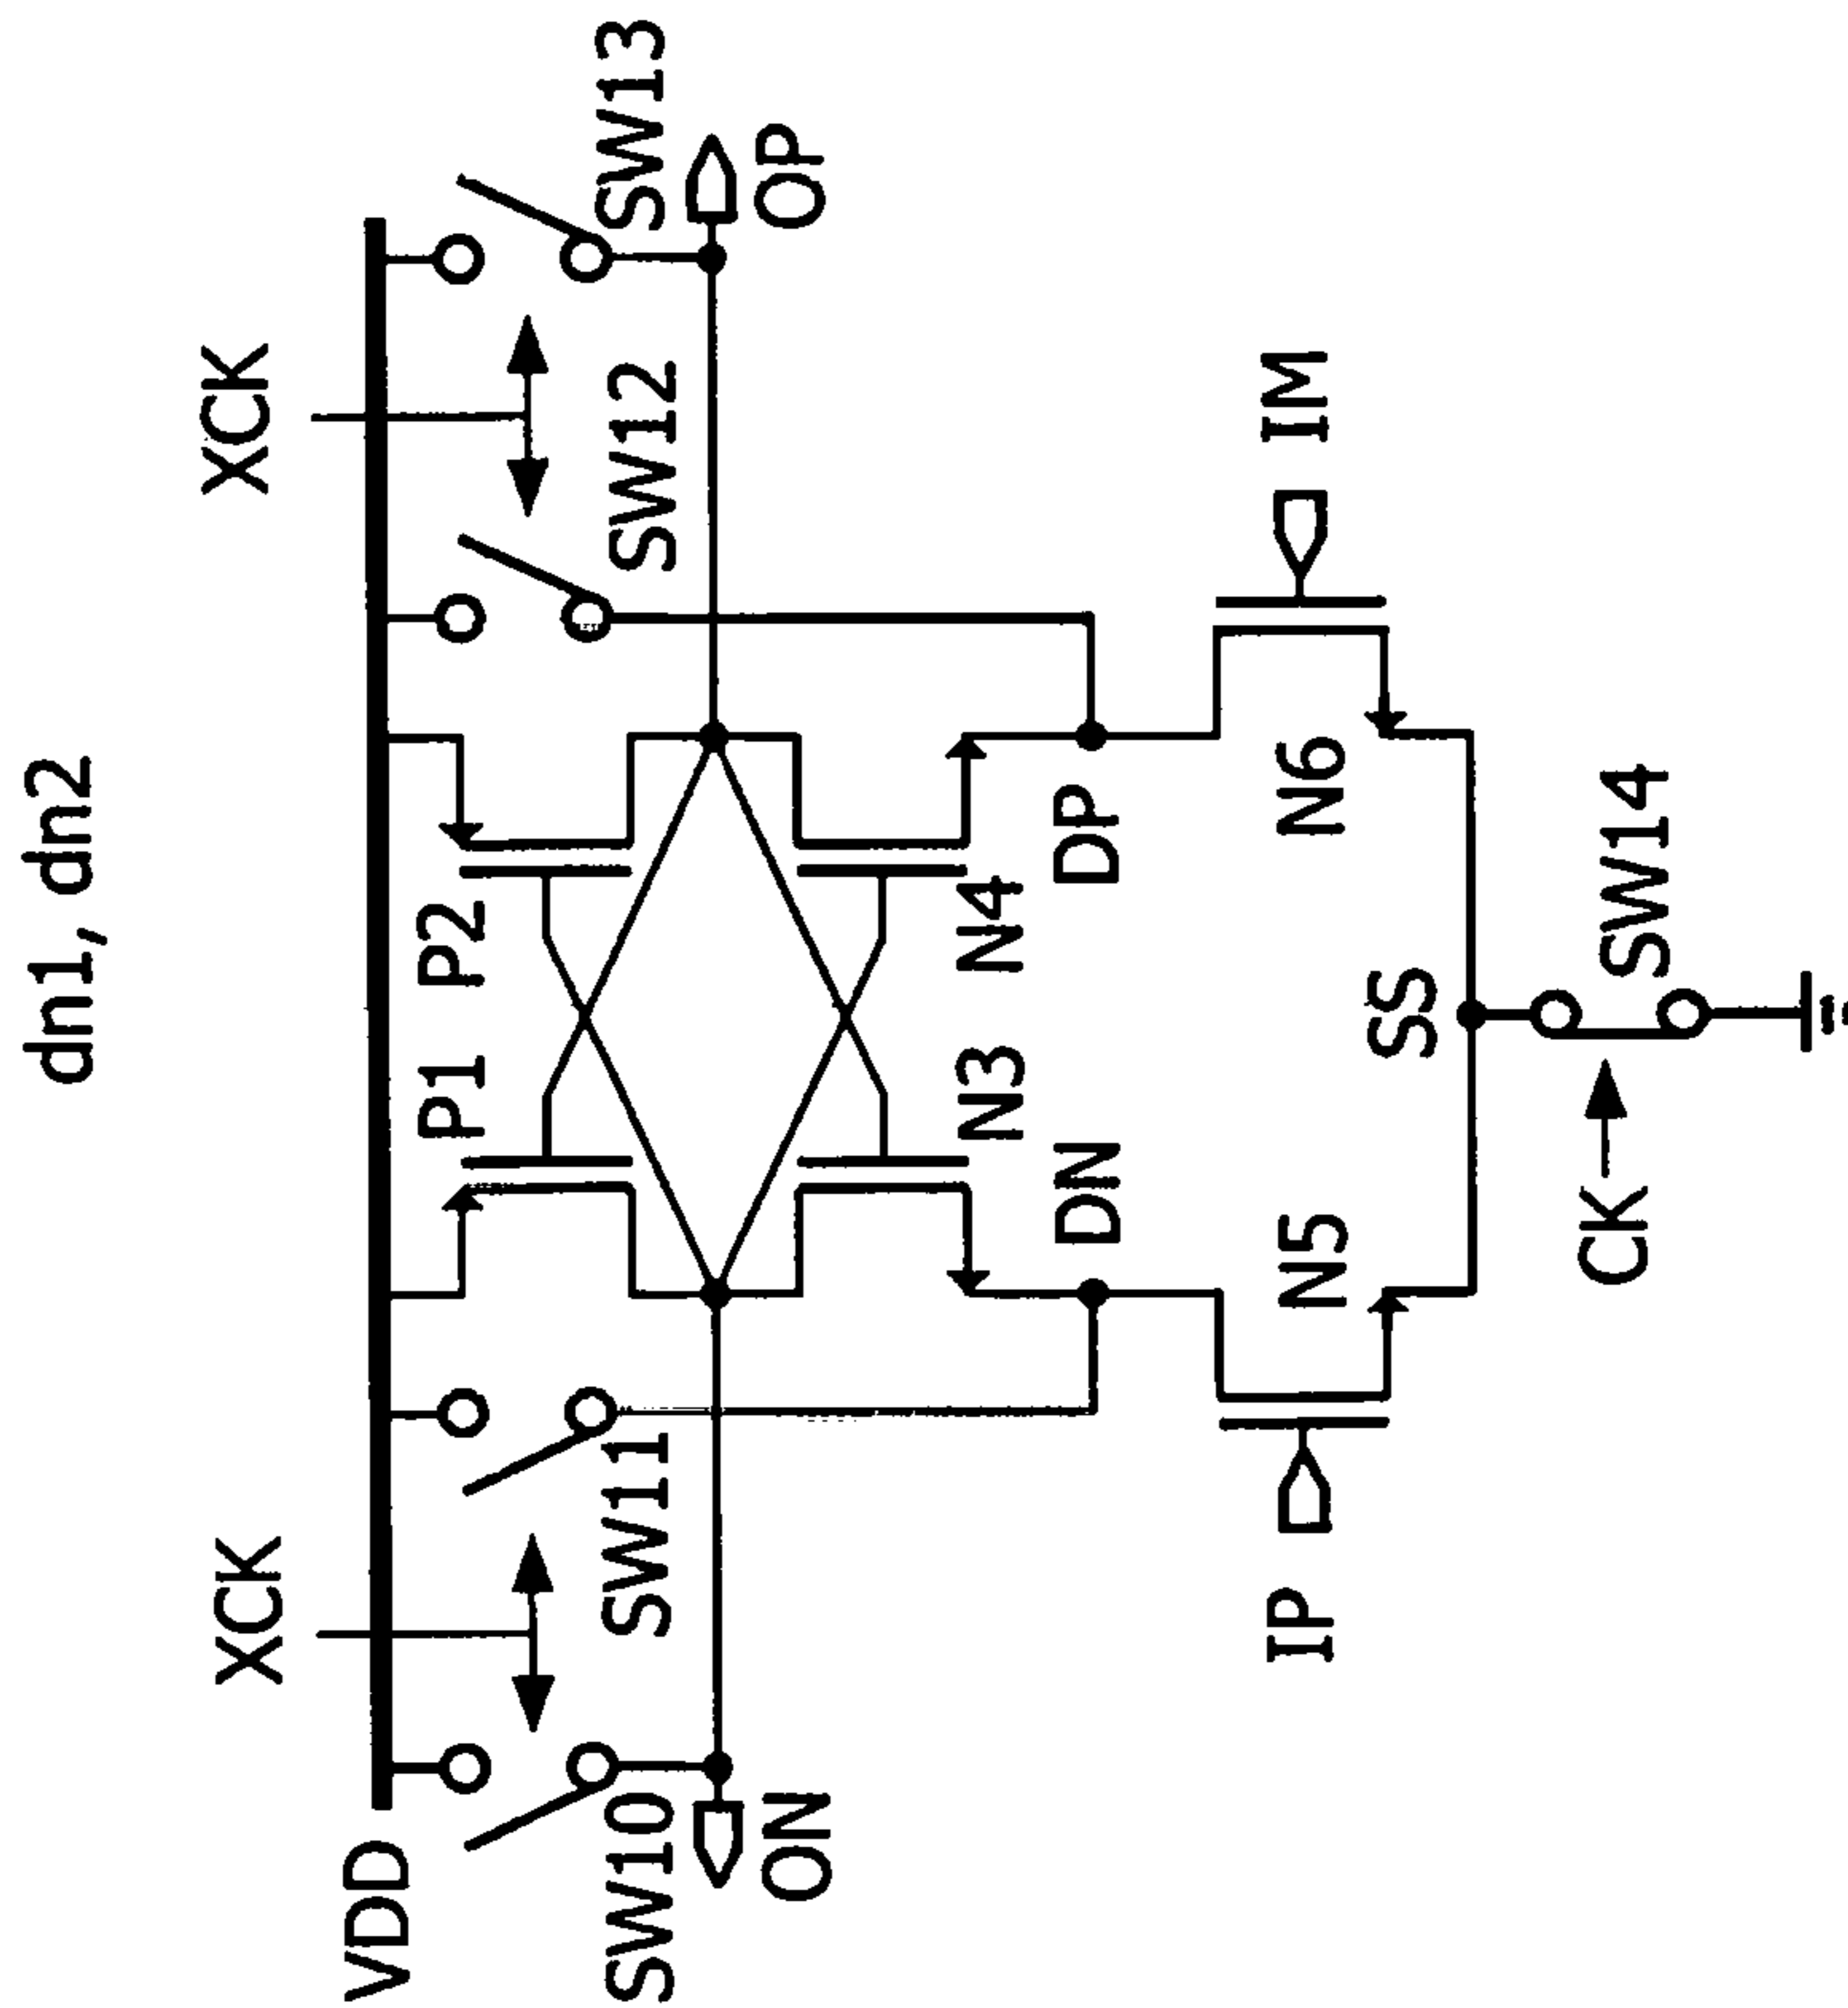 dn1, dn2
XCK
XCK
VDD
SW10
SW11
P1
P2
SW12
SW13
ON
OP
N3
N4
DN
DP
IP
N5
N6
IM
SS
CK
SW14